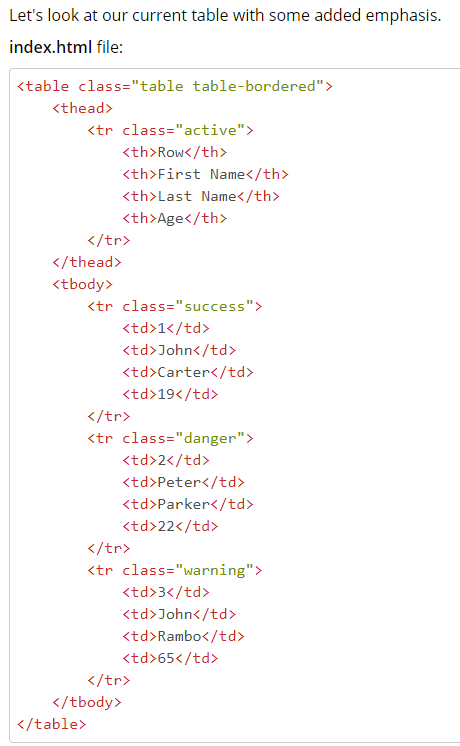 Let's look at our current table with some added emphasis.
index.html file:
<table class="table table-bordered">
    <thead>
        <tr class="active">
            <th>Row</th>
            <th>First Name</th>
            <th>Last Name</th>
            <th>Age</th>
        </tr>
    </thead>
    <tbody>
        <tr class="success">
            <td>1</td>
            <td>John</td>
            <td>Carter</td>
            <td>19</td>
        </tr>
        <tr class="danger">
            <td>2</td>
            <td>Peter</td>
            <td>Parker</td>
            <td>22</td>
        </tr>
        <tr class="warning">
            <td>3</td>
            <td>John</td>
            <td>Rambo</td>
            <td>65</td>
        </tr>
    </tbody>
</table>